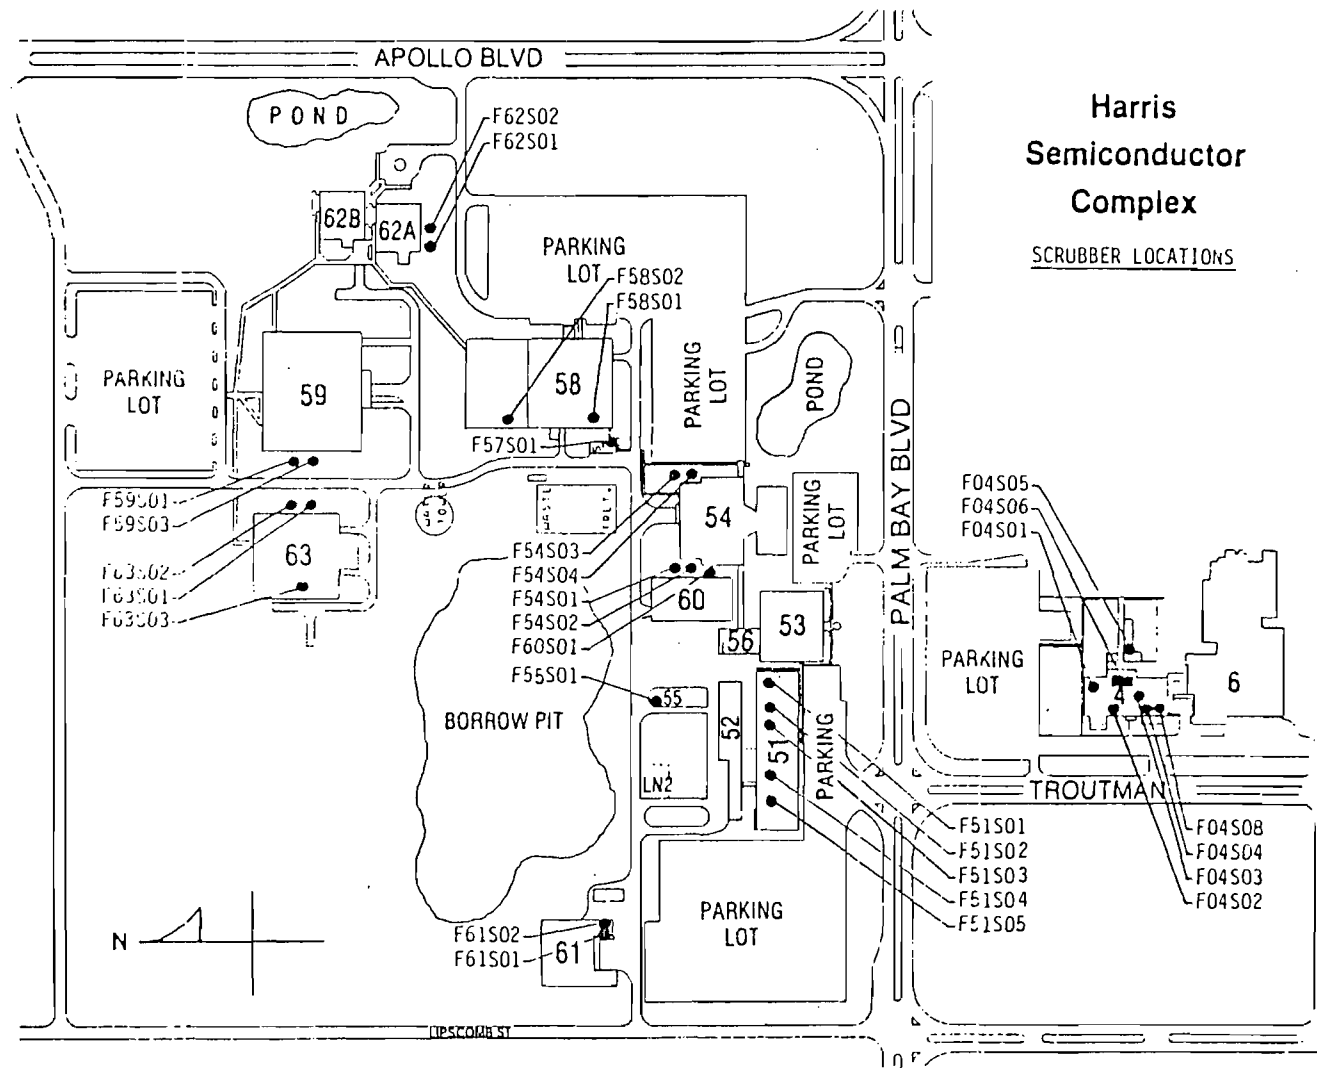 APOLLO BLVD
Harris
Semiconductor
Complex
SCRUBBER LOCATIONS
POND
F62S02
F62S01
62B
62A
PARKING
LOT
F58S02
F58S01
PARKING
LOT
59
58
PARKING
LOT
POND
PALM BAY BLVD
F57S01
F59S01
F59S03
63
F63S02
F63S01
F63S03
54
PARKING
LOT
F54S03
F54S04
F54S01
F54S02
F60S01
F55S01
60
56
53
55
BORROW PIT
52
51
PARKING
LN2
F04S05
F04S06
F04S01
PARKING
LOT
4
6
TROUTMAN
F51S01
F51S02
F51S03
F51S04
F51S05
F04S08
F04S04
F04S03
F04S02
PARKING
LOT
N
F61S02
F61S01
61
LIPSCOMB ST